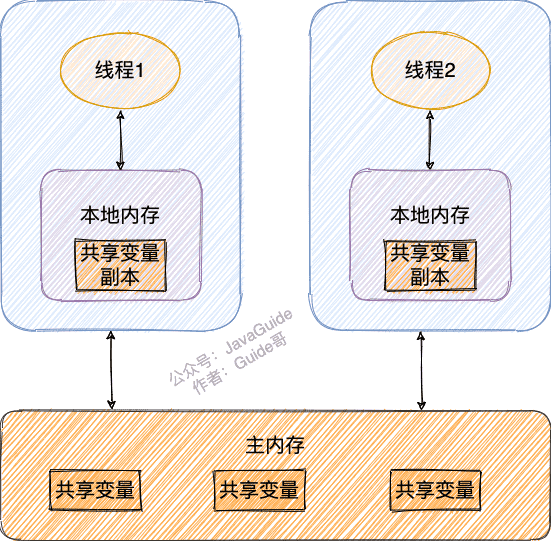 线程1
线程2
本地内存
本地内存
共享变量
副本
共享变量
副本
公众号：JavaGuide
作者：Guide哥
主内存
共享变量
共享变量
共享变量